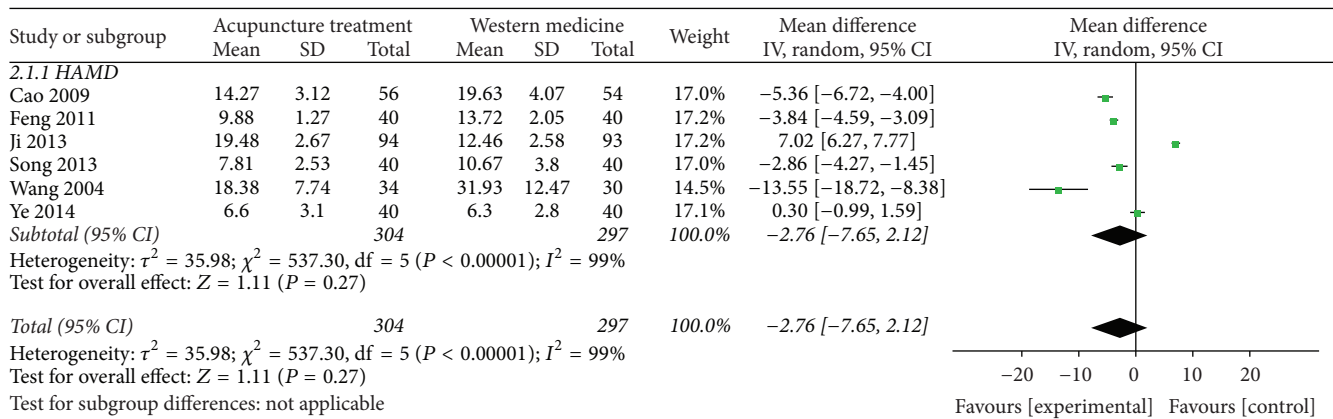 Study or subgroup Acupuncture treatment Western medicine Weight Mean difference Mean difference
Mean SD Total Mean SD Total IV, random, 95% CI IV, random, 95% CI
2.1.1 HAMD
Cao 2009 14.27 3.12 56 19.63 4.07 54 17.0% −5.36 [−6.72, −4.00]
Feng 2011 9.88 1.27 40 13.72 2.05 40 17.2% −3.84 [−4.59, −3.09]
Ji 2013 19.48 2.67 94 12.46 2.58 93 17.2% 7.02 [6.27, 7.77]
Song 2013 7.81 2.53 40 10.67 3.8 40 17.0% −2.86 [−4.27, −1.45]
Wang 2004 18.38 7.74 34 31.93 12.47 30 14.5% −13.55 [−18.72, −8.38]
Ye 2014 6.6 3.1 40 6.3 2.8 40 17.1% 0.30 [−0.99, 1.59]
Subtotal (95% CI) 304 297 100.0% −2.76 [−7.65, 2.12]
Heterogeneity: τ² = 35.98; χ² = 537.30, df = 5 (P < 0.00001); I² = 99%
Test for overall effect: Z = 1.11 (P = 0.27)
Total (95% CI) 304 297 100.0% −2.76 [−7.65, 2.12]
Heterogeneity: τ² = 35.98; χ² = 537.30, df = 5 (P < 0.00001); I² = 99%
Test for overall effect: Z = 1.11 (P = 0.27)
Test for subgroup differences: not applicable
−20 −10 0 10 20
Favours [experimental] Favours [control]